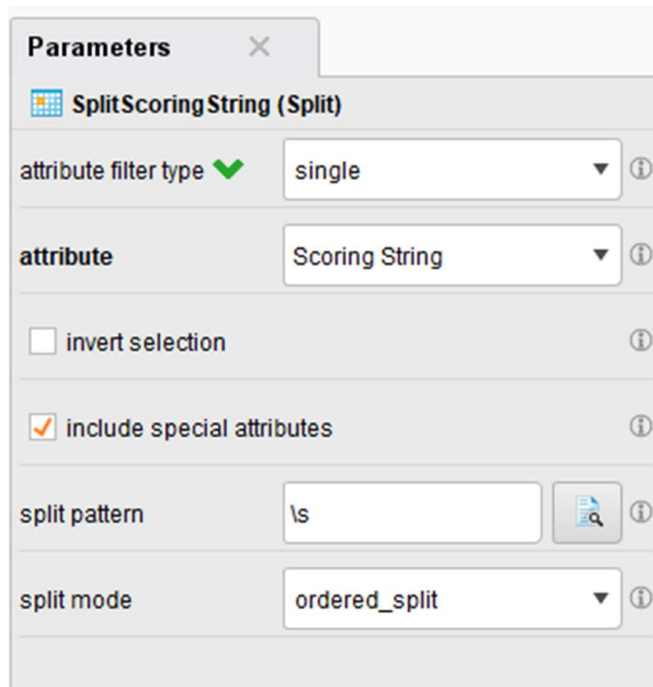 Parameters
SplitScoringString (Split)
attribute filter type single
attribute Scoring String
invert selection
include special attributes
split pattern \s
split mode ordered_split